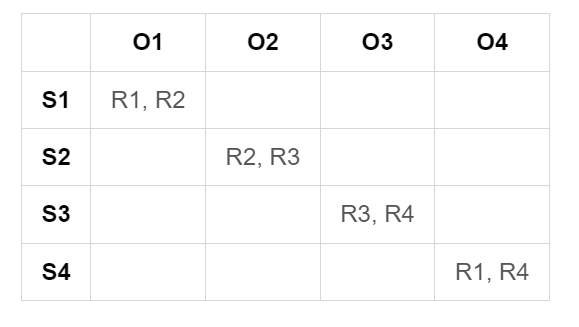 O1 O2 O3 O4
S1 R1, R2
S2 R2, R3
S3 R3, R4
S4 R1, R4